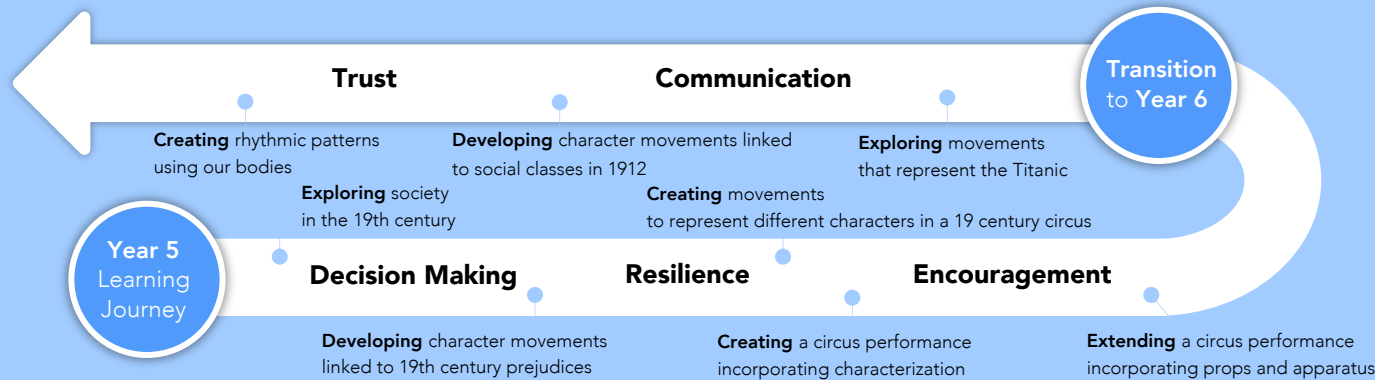 Trust
Communication
Transition
to Year 6
Creating rhythmic patterns
using our bodies
Developing character movements linked
to social classes in 1912
Exploring movements
that represent the Titanic
Exploring society
in the 19th century
Creating movements
to represent different characters in a 19 century circus
Year 5
Learning
Journey
Decision Making
Resilience
Encouragement
Developing character movements
linked to 19th century prejudices
Creating a circus performance
incorporating characterization
Extending a circus performance
incorporating props and apparatus